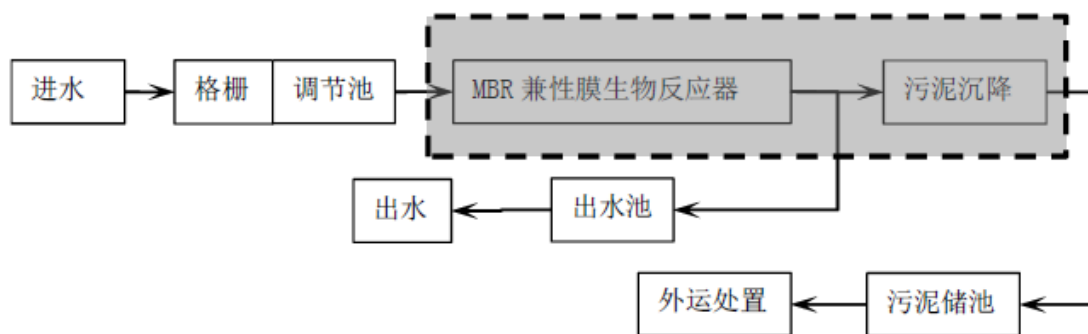 进水
格栅
调节池
MBR 兼性膜生物反应器
污泥沉降
出水
出水池
外运处置
污泥储池